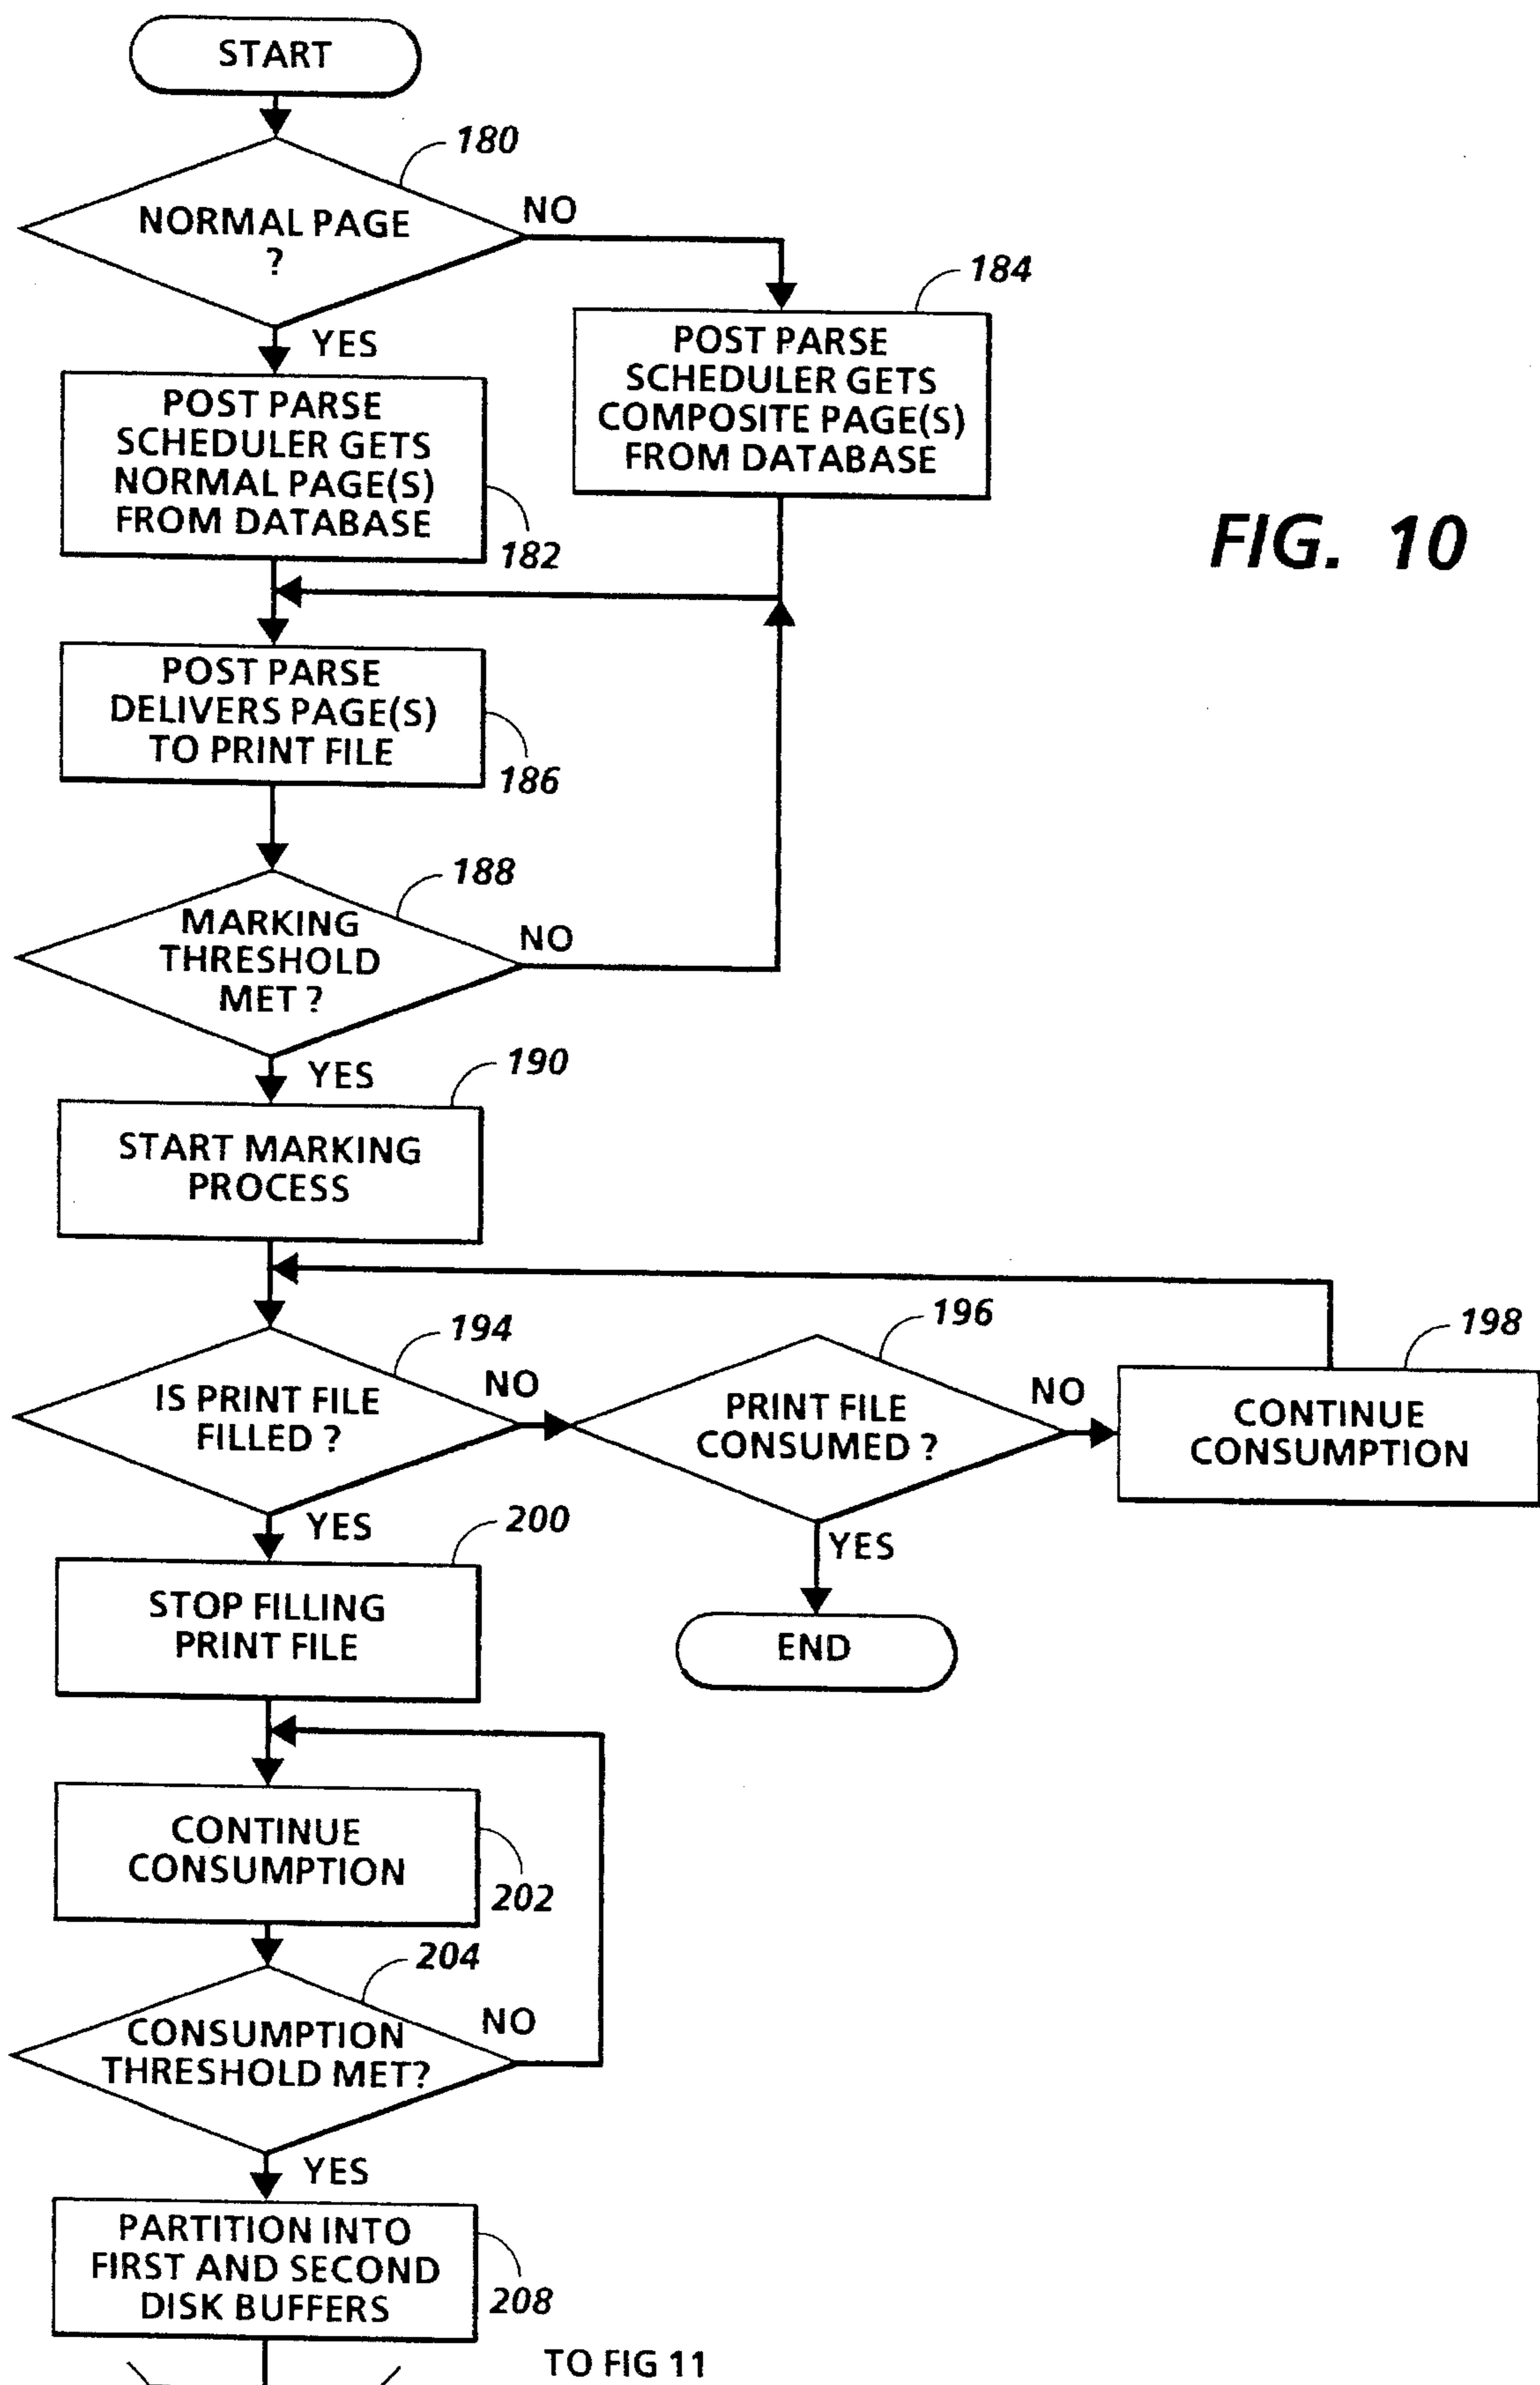 START
180
NORMAL PAGE
?
NO
YES
184
POST PARSE
SCHEDULER GETS
COMPOSITE PAGE(S)
FROM DATABASE
POST PARSE
SCHEDULER GETS
NORMAL PAGE(S)
FROM DATABASE
182
FIG. 10
POST PARSE
DELIVERS PAGE(S)
TO PRINT FILE
186
188
MARKING
THRESHOLD
MET ?
NO
YES
190
START MARKING
PROCESS
194
IS PRINT FILE
FILLED ?
NO
YES
196
PRINT FILE
CONSUMED ?
NO
YES
198
CONTINUE
CONSUMPTION
END
200
STOP FILLING
PRINT FILE
CONTINUE
CONSUMPTION
202
204
CONSUMPTION
THRESHOLD MET?
NO
YES
PARTITION INTO
FIRST AND SECOND
DISK BUFFERS
208
TO FIG 11